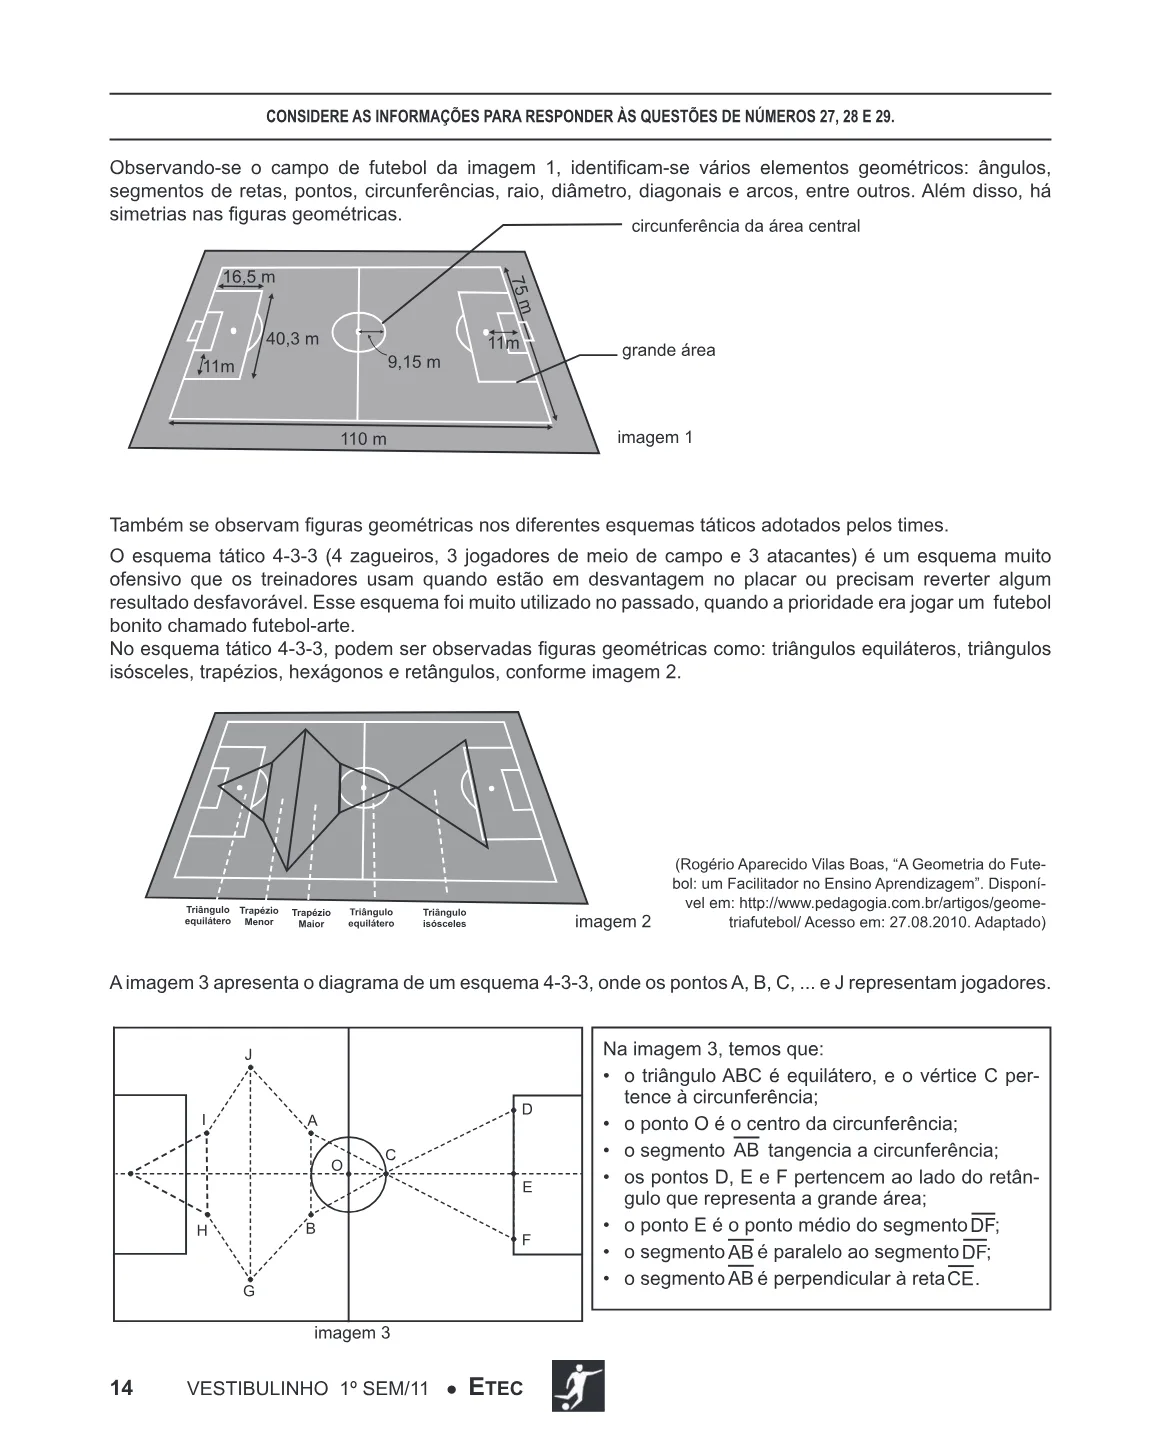 CONSIDERE AS INFORMAÇÕES PARA RESPONDER ÀS QUESTÕES DE NÚMEROS 27, 28 E 29.
Observando-se o campo de futebol da imagem 1, identificam-se vários elementos geométricos: ângulos,
segmentos de retas, pontos, circunferências, raio, diâmetro, diagonais e arcos, entre outros. Além disso, há
simetrias nas figuras geométricas.
circunferência da área central
16,5 m
75 m
40,3 m
11m
11m
9,15 m
grande área
110 m
imagem 1
Também se observam figuras geométricas nos diferentes esquemas táticos adotados pelos times.
O esquema tático 4-3-3 (4 zagueiros, 3 jogadores de meio de campo e 3 atacantes) é um esquema muito
ofensivo que os treinadores usam quando estão em desvantagem no placar ou precisam reverter algum
resultado desfavorável. Esse esquema foi muito utilizado no passado, quando a prioridade era jogar um futebol
bonito chamado futebol-arte.
No esquema tático 4-3-3, podem ser observadas figuras geométricas como: triângulos equiláteros, triângulos
isósceles, trapézios, hexágonos e retângulos, conforme imagem 2.
Triângulo
equilátero
Trapézio
Menor
Trapézio
Maior
Triângulo
equilátero
Triângulo
isósceles
imagem 2
(Rogério Aparecido Vilas Boas, “A Geometria do Fute-
bol: um Facilitador no Ensino Aprendizagem”. Disponí-
vel em: http://www.pedagogia.com.br/artigos/geome-
triafutebol/ Acesso em: 27.08.2010. Adaptado)
A imagem 3 apresenta o diagrama de um esquema 4-3-3, onde os pontos A, B, C, ... e J representam jogadores.
J
I
A
D
O
C
E
H
B
F
G
imagem 3
Na imagem 3, temos que:
• o triângulo ABC é equilátero, e o vértice C per-
tence à circunferência;
• o ponto O é o centro da circunferência;
• o segmento AB tangencia a circunferência;
• os pontos D, E e F pertencem ao lado do retân-
gulo que representa a grande área;
• o ponto E é o ponto médio do segmento DF;
• o segmento AB é paralelo ao segmento DF;
• o segmento AB é perpendicular à reta CE.
14 VESTIBULINHO 1º SEM/11 • ETEC